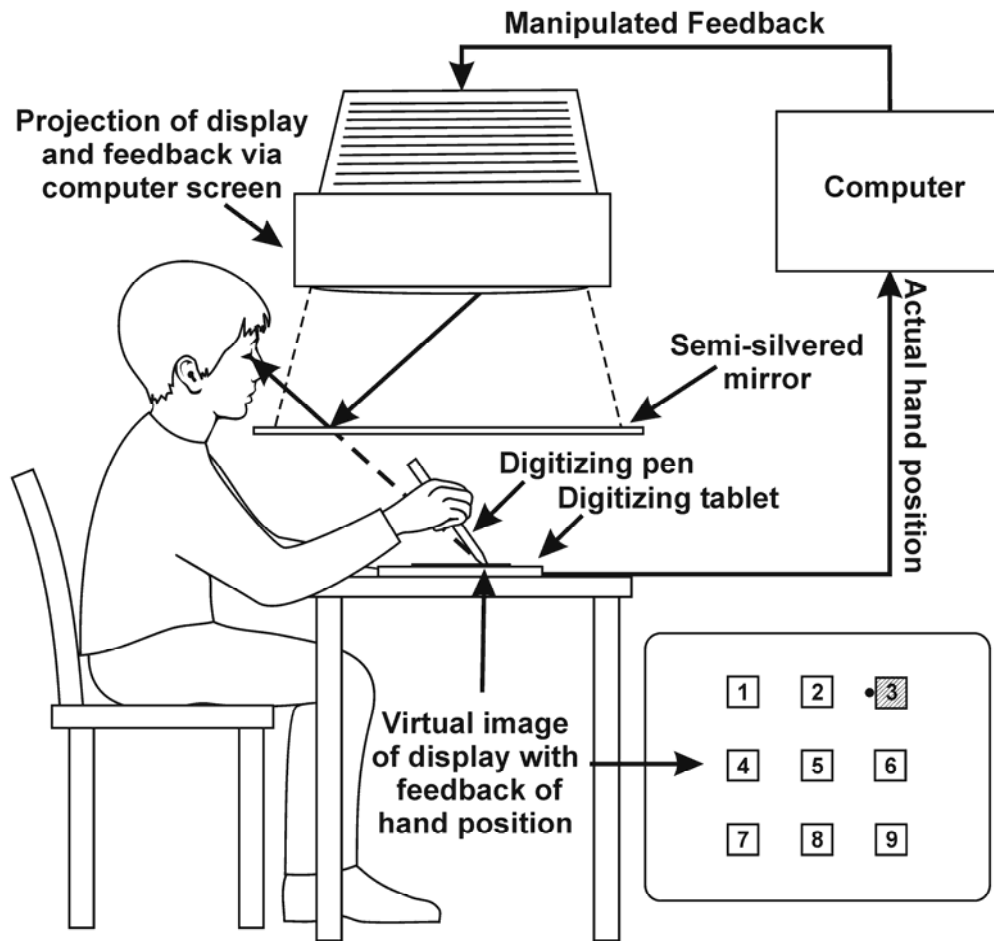 Manipulated Feedback
Projection of display
and feedback via
computer screen
Computer
Actual hand position
Semi-silvered
mirror
Digitizing pen
Digitizing tablet
Virtual image
of display with
feedback of
hand position
1 2 3
4 5 6
7 8 9